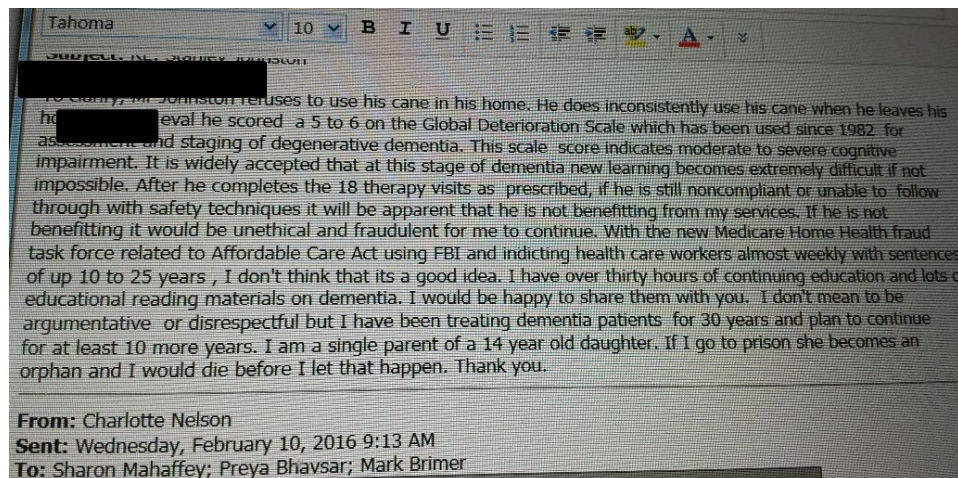 Tahoma 10 B I U
Subject: RE: Stanley Johnston
To clarify, Mr Johnston refuses to use his cane in his home. He does inconsistently use his cane when he leaves his
eval he scored a 5 to 6 on the Global Deterioration Scale which has been used since 1982 for
assessment and staging of degenerative dementia. This scale score indicates moderate to severe cognitive
impairment. It is widely accepted that at this stage of dementia new learning becomes extremely difficult if not
impossible. After he completes the 18 therapy visits as prescribed, if he is still noncompliant or unable to follow
through with safety techniques it will be apparent that he is not benefitting from my services. If he is not
benefitting it would be unethical and fraudulent for me to continue. With the new Medicare Home Health fraud
task force related to Affordable Care Act using FBI and indicting health care workers almost weekly with sentences
of up 10 to 25 years , I don't think that its a good idea. I have over thirty hours of continuing education and lots
educational reading materials on dementia. I would be happy to share them with you. I don't mean to be
argumentative or disrespectful but I have been treating dementia patients for 30 years and plan to continue
for at least 10 more years. I am a single parent of a 14 year old daughter. If I go to prison she becomes an
orphan and I would die before I let that happen. Thank you.
From: Charlotte Nelson
Sent: Wednesday, February 10, 2016 9:13 AM
To: Sharon Mahaffey; Preya Bhavsar; Mark Brimer